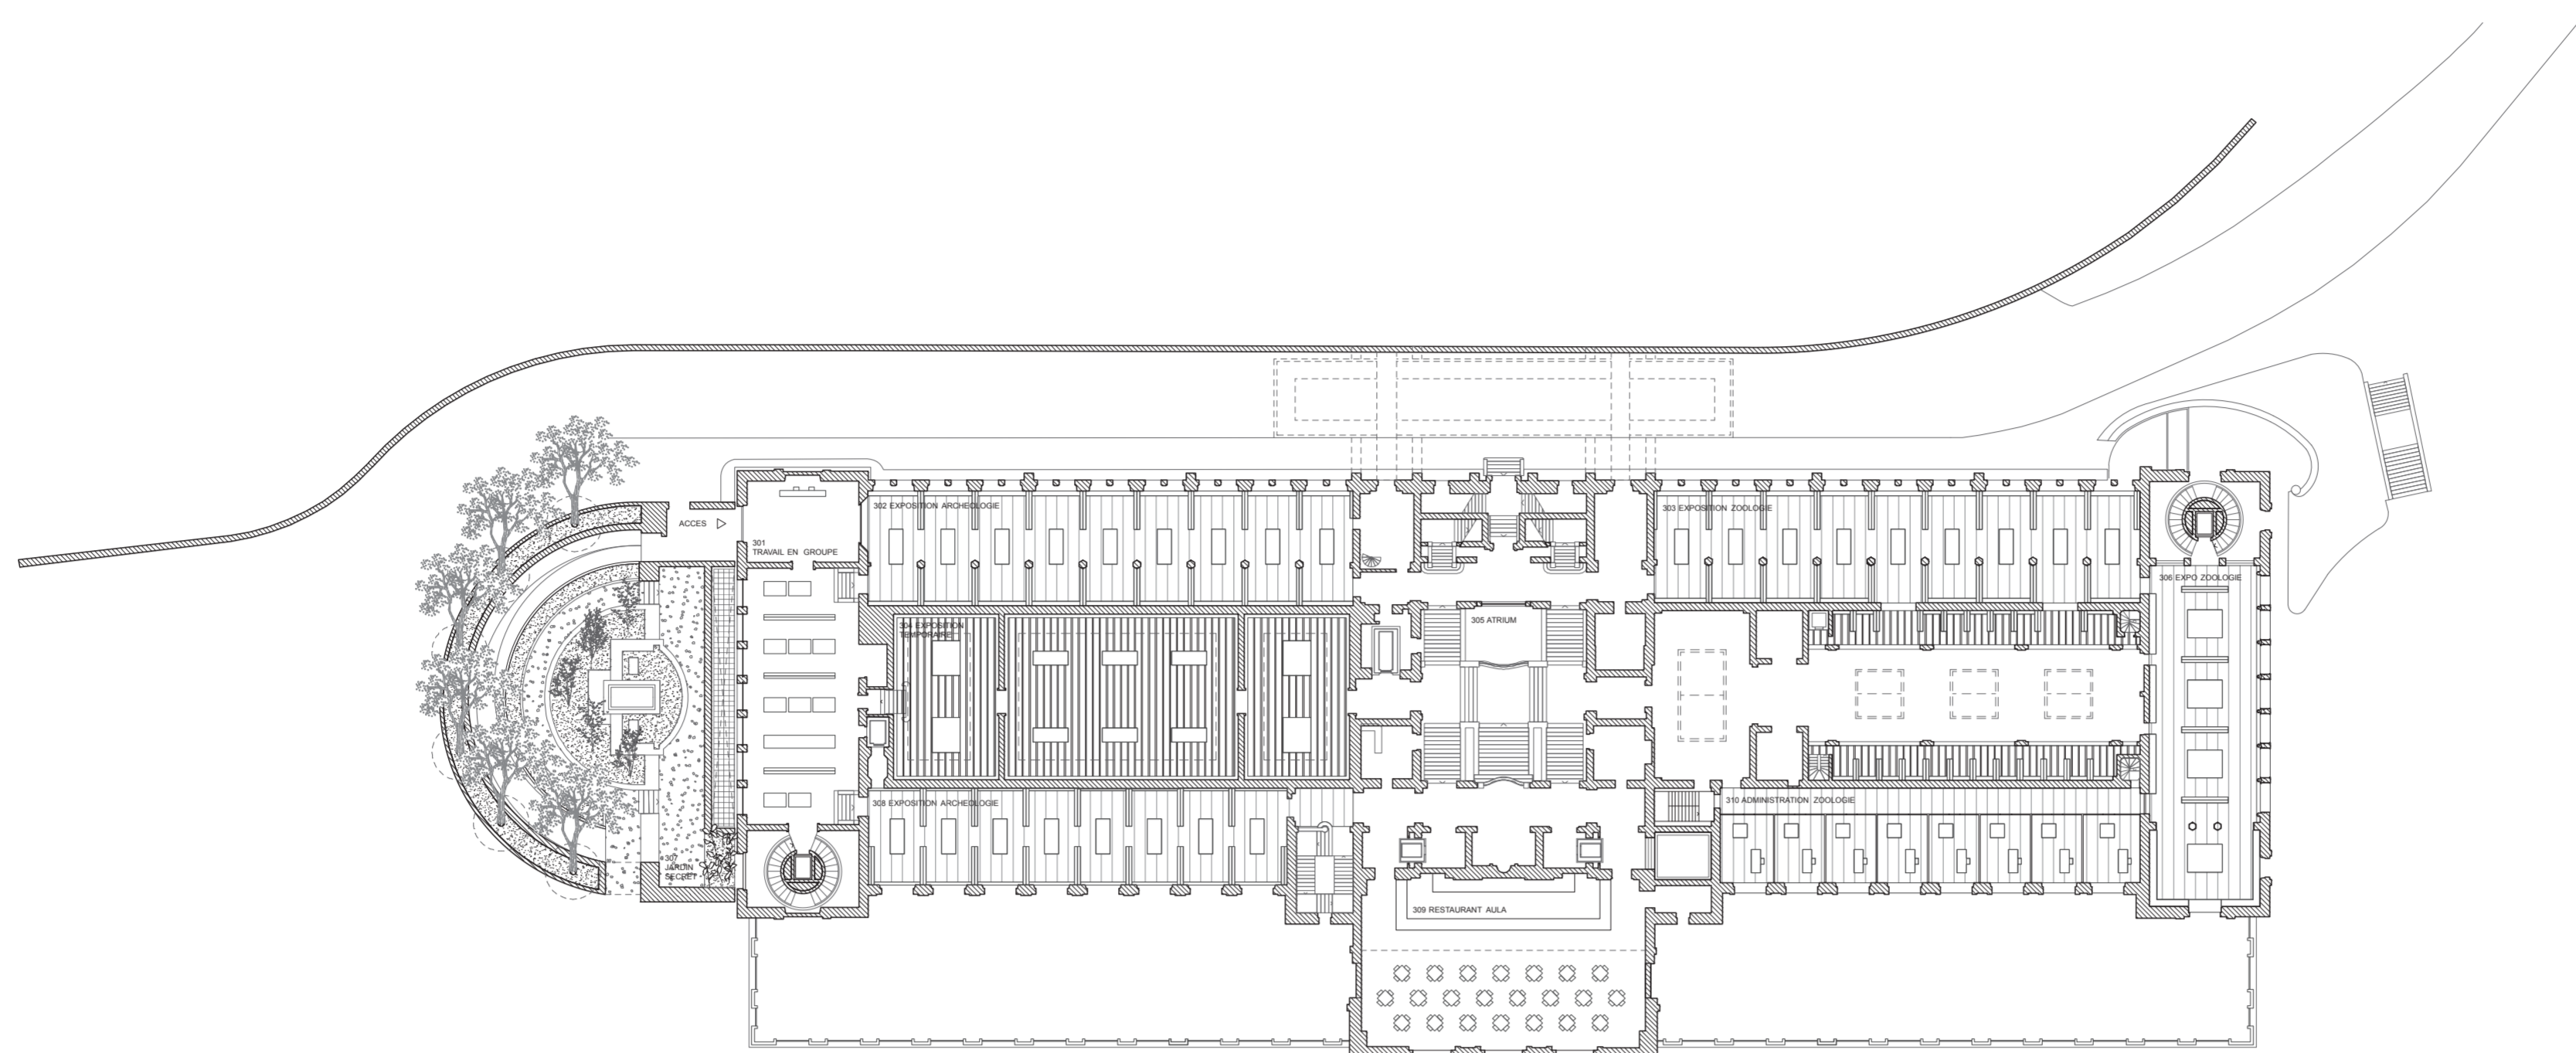 302 EXPOSITION ARCHEOLOGIE
303 EXPOSITION ZOOLOGIE
ACCES
301
TRAVAIL EN GROUPE
306 EXPO ZOOLOGIE
304 EXPOSITION
TEMPORAIRE
305 ATRIUM
308 EXPOSITION ARCHEOLOGIE
310 ADMINISTRATION ZOOLOGIE
307
JARDIN
SECRET
309 RESTAURANT AULA